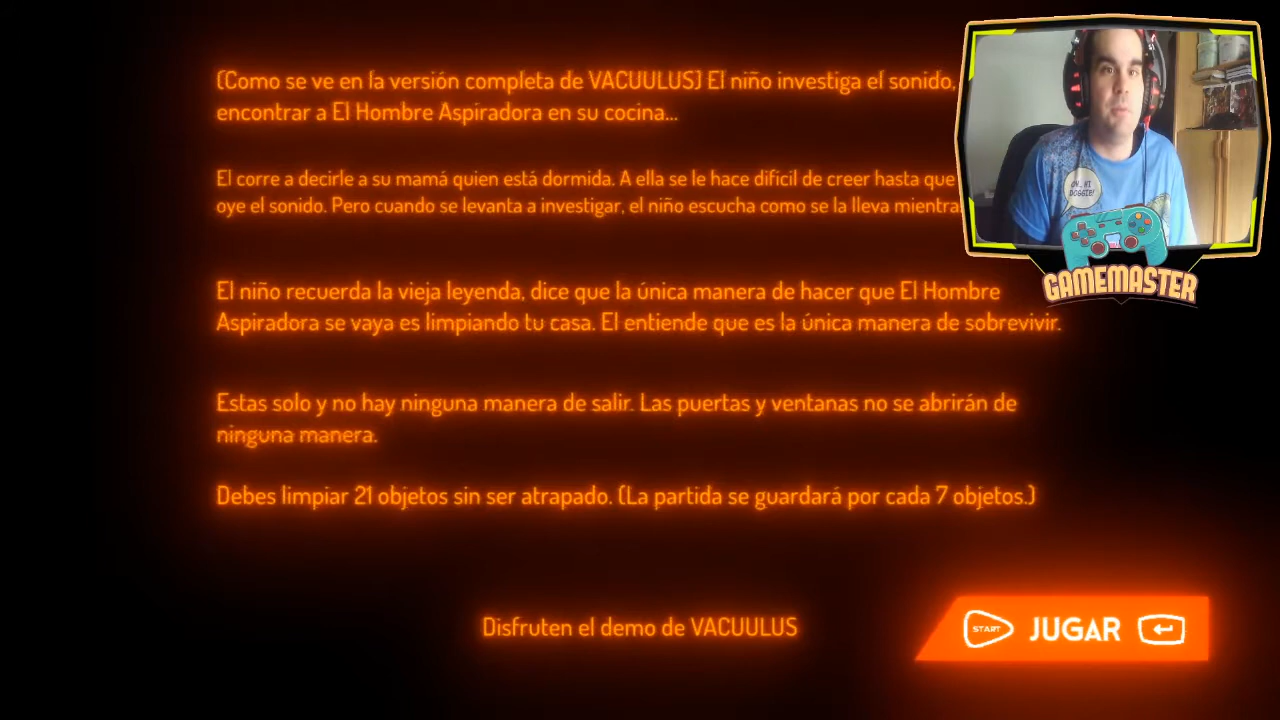 (Como se ve en la versión completa de VACUULUS) El niño investiga el sonido,
encontrar a El Hombre Aspiradora en su cocina...
El corre a decirle a su mamá quien está dormida. A ella se le hace difícil de creer hasta que
oye el sonido. Pero cuando se levanta a investigar, el niño escucha como se la lleva mientra
OH, HI,
DOGGIE!
GAMEMASTER
El niño recuerda la vieja leyenda, dice que la única manera de hacer que El Hombre
Aspiradora se vaya es limpiando tu casa. El entiende que es la única manera de sobrevivir.
Estas solo y no hay ninguna manera de salir. Las puertas y ventanas no se abrirán de
ninguna manera.
Debes limpiar 21 objetos sin ser atrapado. (La partida se guardará por cada 7 objetos.)
Disfruten el demo de VACUULUS
START JUGAR